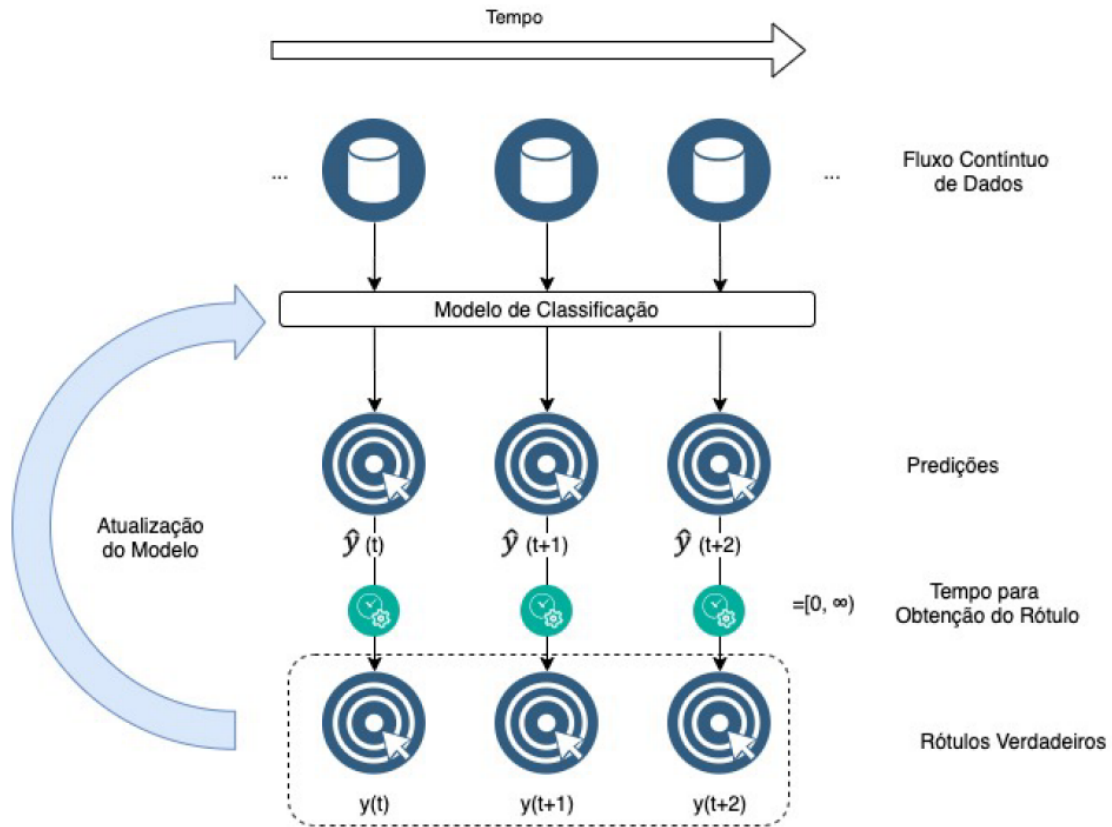 Tempo
...
...
Fluxo Contíntuo
de Dados
Modelo de Classificação
Predições
Atualização
do Modelo
ŷ (t)
ŷ (t+1)
ŷ (t+2)
=[0, ∞)
Tempo para
Obtenção do Rótulo
Rótulos Verdadeiros
y(t)
y(t+1)
y(t+2)